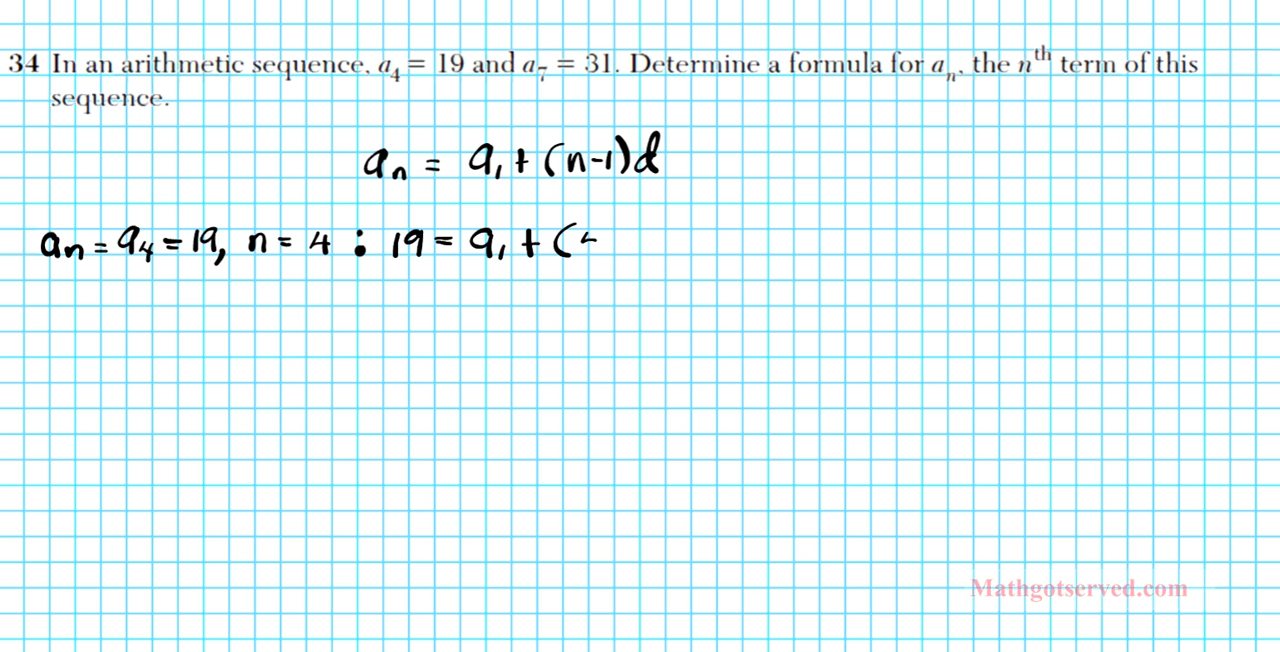 34 In an arithmetic sequence, a₄ = 19 and a₇ = 31. Determine a formula for aₙ, the nᵗʰ term of this
sequence.
aₙ = a₁ + (n-1)d
aₙ = a₄ = 19, n = 4 : 19 = a₁ + (4
Mathgotserved.com